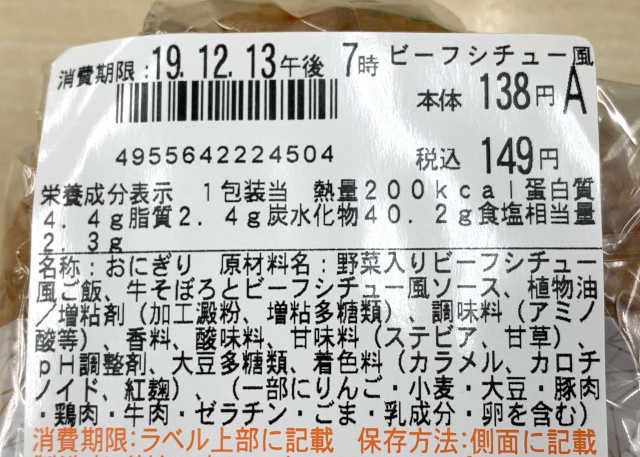 消費期限:19.12.13午後 7時 ビーフシチュー風
本体 138円 A
4955642224504 税込 149円
栄養成分表示 1包装当 熱量200kcal蛋白質
4.4g脂質2.4g炭水化物40.2g食塩相当量
2.3g
名称:おにぎり 原材料名:野菜入りビーフシチュー
風ご飯、牛そぼろとビーフシチュー風ソース、植物油
/増粘剤(加工澱粉、増粘多糖類)、調味料(アミノ
酸等)、香料、酸味料、甘味料(ステビア、甘草)、
pH調整剤、大豆多糖類、着色料(カラメル、カロチ
ノイド、紅麹)、(一部にりんご・小麦・大豆・豚肉
・鶏肉・牛肉・ゼラチン・ごま・乳成分・卵を含む)
消費期限:ラベル上部に記載 保存方法:側面に記載